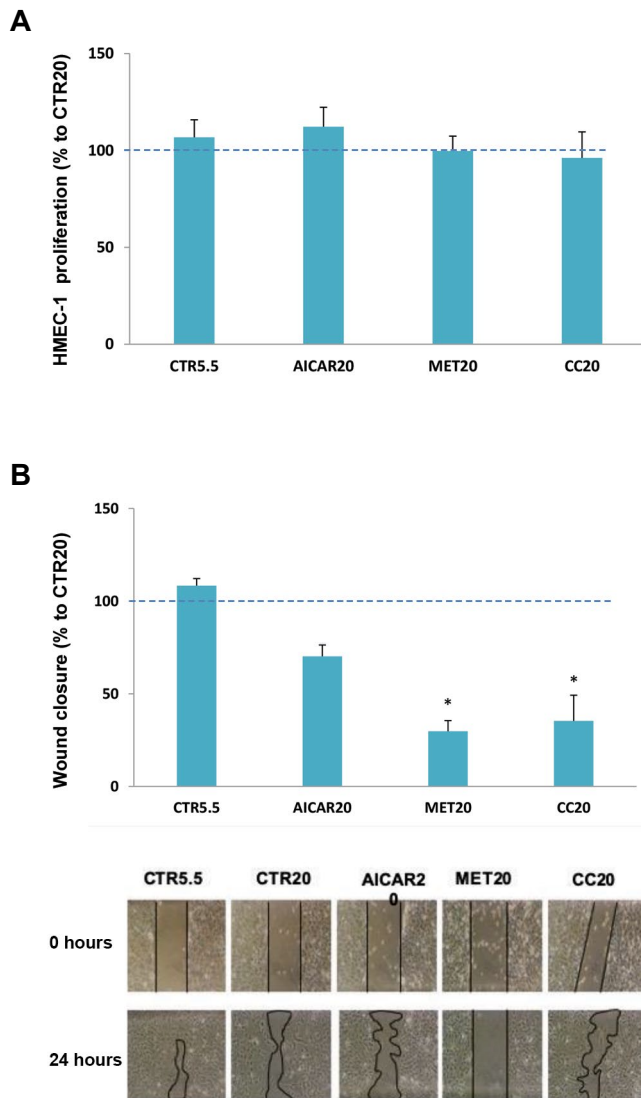 A
HMEC-1 proliferation (% to CTR20)
150
100
50
0
CTR5.5 AICAR20 MET20 CC20
B
Wound closure (% to CTR20)
150
100
50
0
* *
CTR5.5 AICAR20 MET20 CC20
CTR5.5 CTR20 AICAR2 MET20 CC20
0
0 hours
24 hours